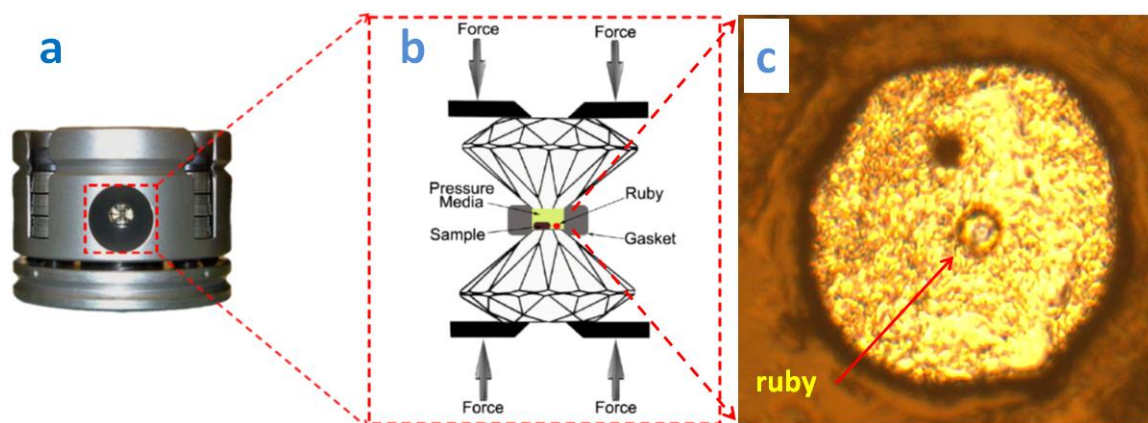 a
b
c
Force
Force
Pressure
Media
Ruby
Sample
Gasket
Force
Force
ruby